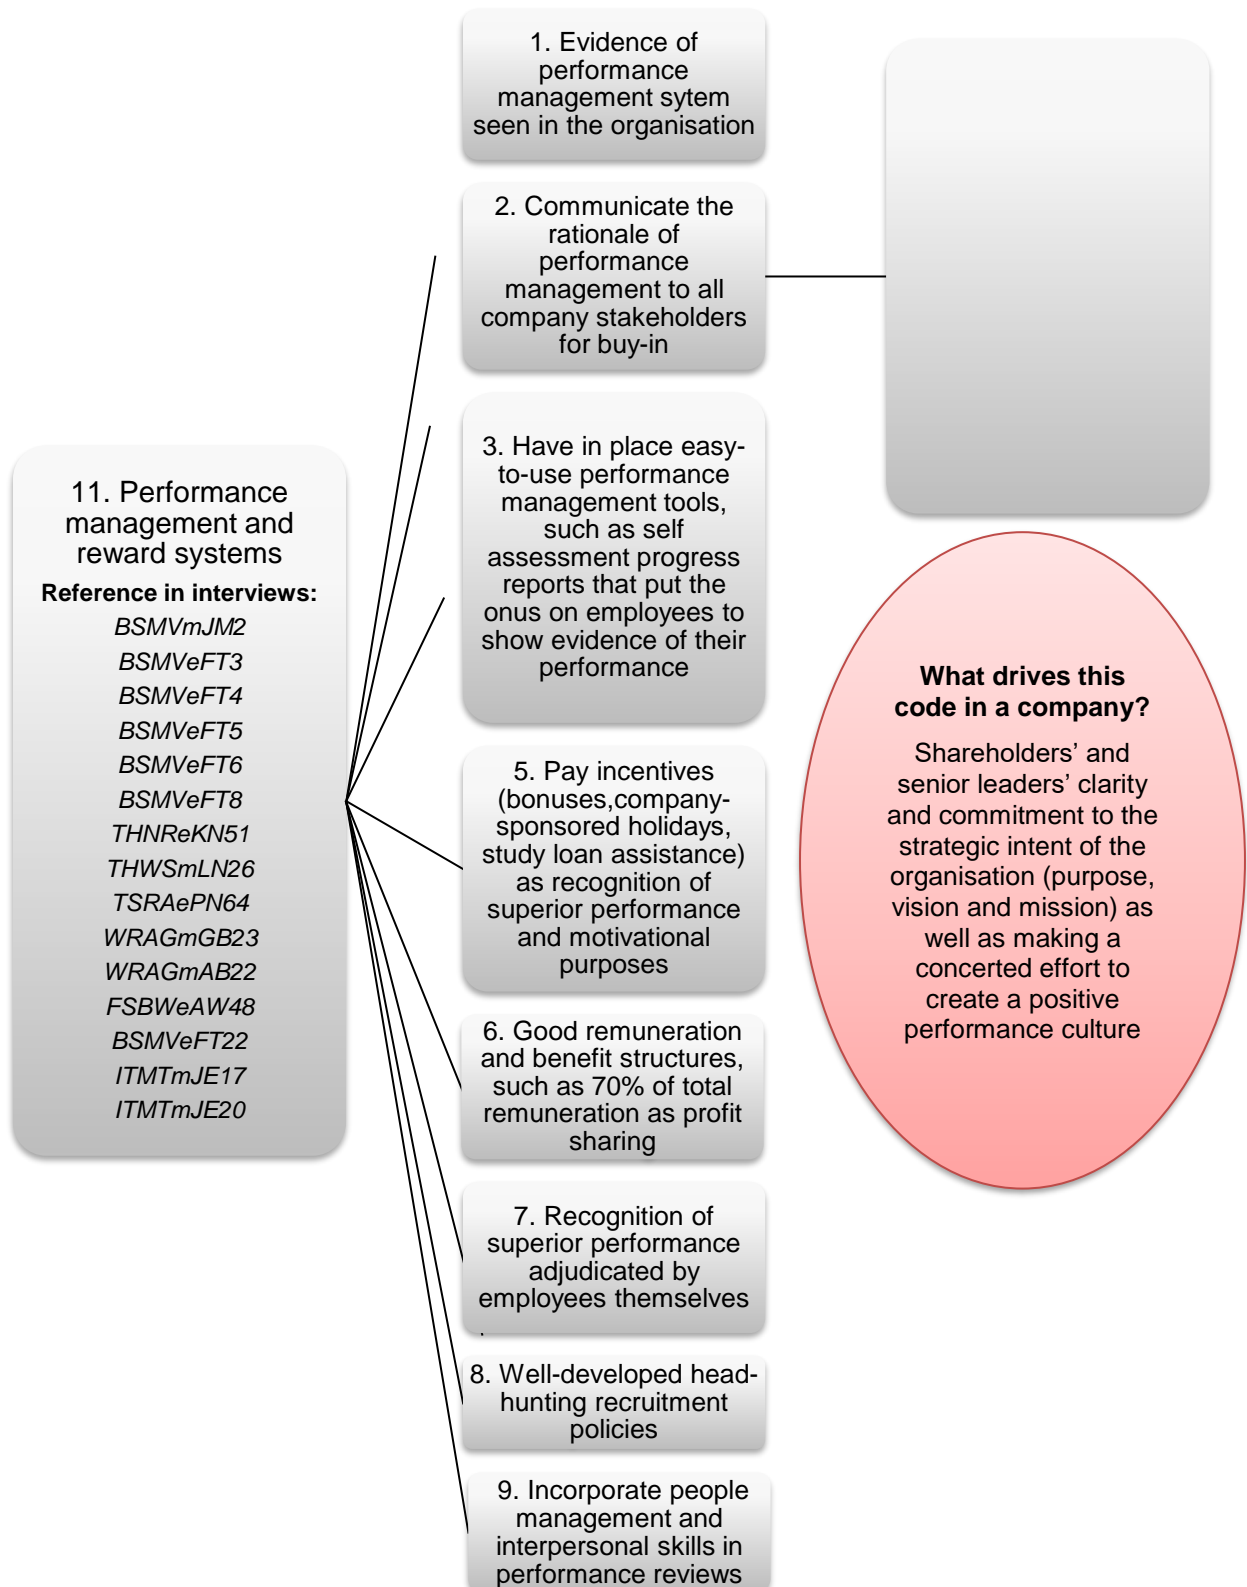 11. Performance
management and
reward systems
Reference in interviews:
BSMVmJM2
BSMVeFT3
BSMVeFT4
BSMVeFT5
BSMVeFT6
BSMVeFT8
THNReKN51
THWSmLN26
TSRAePN64
WRAGmGB23
WRAGmAB22
FSBWeAW48
BSMVeFT22
ITMTmJE17
ITMTmJE20
1. Evidence of
performance
management sytem
seen in the organisation
2. Communicate the
rationale of
performance
management to all
company stakeholders
for buy-in
3. Have in place easy-
to-use performance
management tools,
such as self
assessment progress
reports that put the
onus on employees to
show evidence of their
performance
5. Pay incentives
(bonuses,company-
sponsored holidays,
study loan assistance)
as recognition of
superior performance
and motivational
purposes
6. Good remuneration
and benefit structures,
such as 70% of total
remuneration as profit
sharing
7. Recognition of
superior performance
adjudicated by
employees themselves
8. Well-developed head-
hunting recruitment
policies
9. Incorporate people
management and
interpersonal skills in
performance reviews
What drives this
code in a company?
Shareholders’ and
senior leaders’ clarity
and commitment to the
strategic intent of the
organisation (purpose,
vision and mission) as
well as making a
concerted effort to
create a positive
performance culture